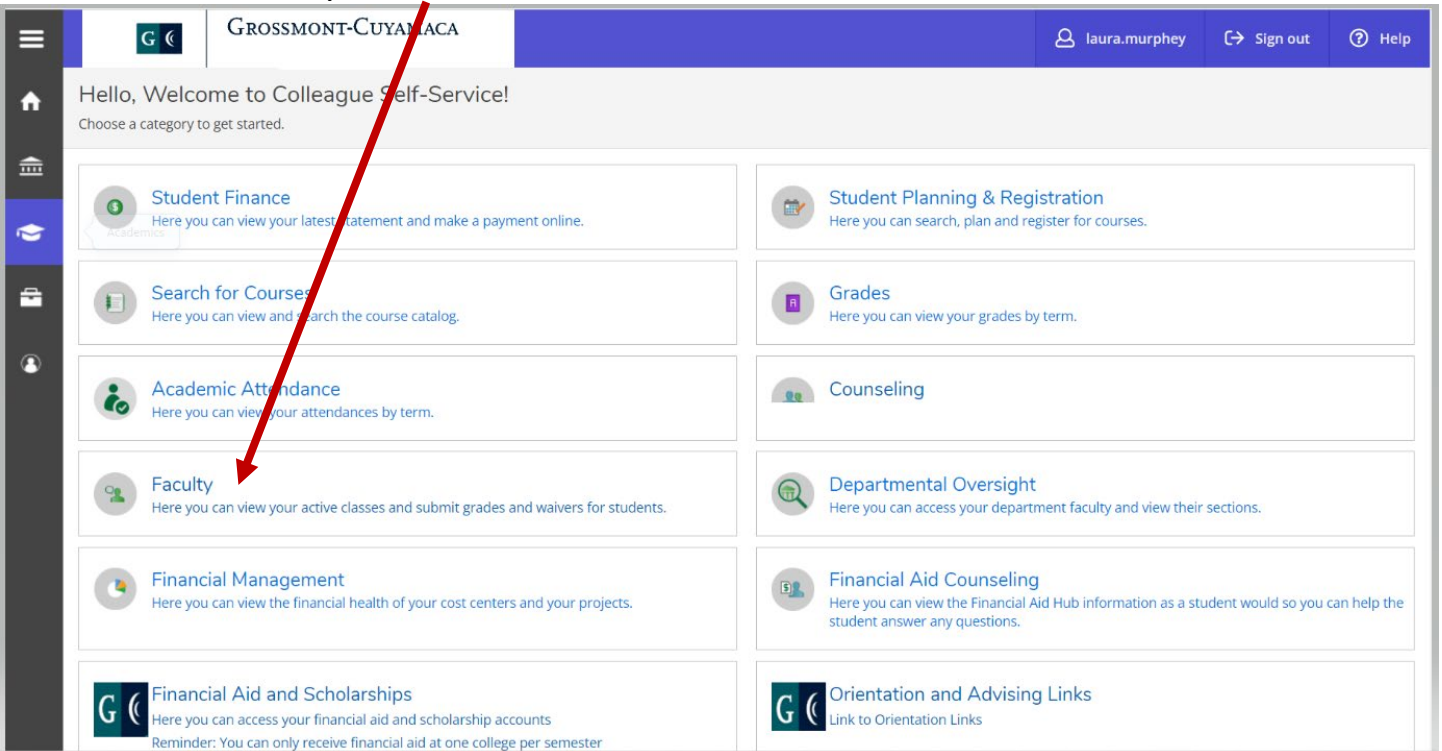 G
GROSSMONT-CUYAMACA
laura.murphey
Sign out
Help
Hello, Welcome to Colleague Self-Service!
Choose a category to get started.
Student Finance
Here you can view your latest statement and make a payment online.
Academics
Student Planning & Registration
Here you can search, plan and register for courses.
Search for Courses
Here you can view and search the course catalog.
Grades
Here you can view your grades by term.
Academic Attendance
Here you can view your attendances by term.
Counseling
Faculty
Here you can view your active classes and submit grades and waivers for students.
Departmental Oversight
Here you can access your department faculty and view their sections.
Financial Management
Here you can view the financial health of your cost centers and your projects.
Financial Aid Counseling
Here you can view the Financial Aid Hub information as a student would so you can help the
student answer any questions.
G
Financial Aid and Scholarships
Here you can access your financial aid and scholarship accounts
Reminder: You can only receive financial aid at one college per semester
G
Orientation and Advising Links
Link to Orientation Links